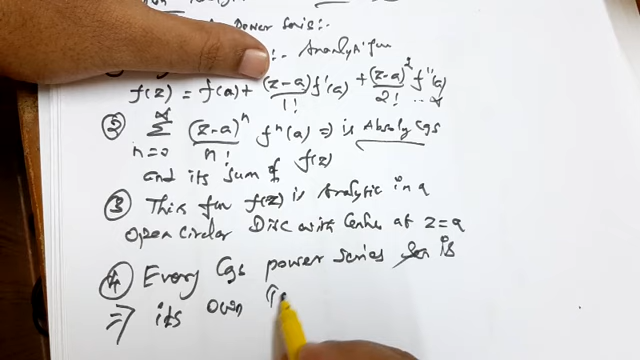 Power Series:-
:- Analytic fun
f(z) = f(a) + (z-a)/1! f'(a) + (z-a)²/2! f''(a) ... ∝
② ∑ n=0 ∝ (z-a)ⁿ/n! fⁿ(a) ⇒ is Absoly Cgs
and its sum of f(z)
③ This fun f(z) is Analytic in a
open circular Disc with Centre at z=a
④ Every Cgs power series is
⇒ its own